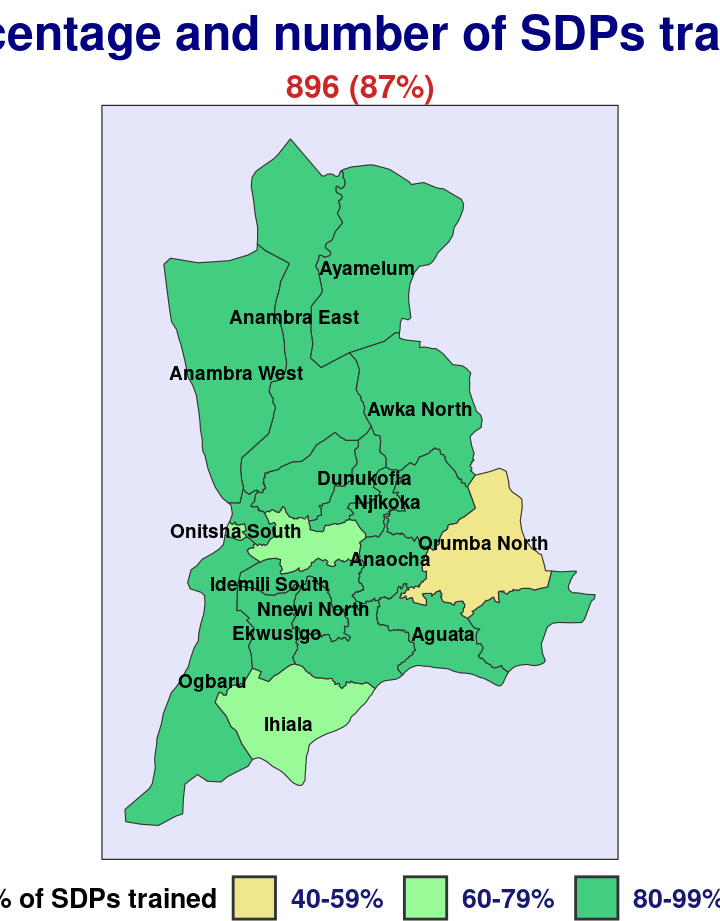 centage and number of SDPs tra
896 (87%)
Ayamelum
Anambra East
Anambra West
Awka North
Dunukofia
Njikoka
Onitsha South
Orumba North
Anaocha
Idemili South
Nnewi North
Ekwusigo
Aguata
Ogbaru
Ihiala
% of SDPs trained 40-59% 60-79% 80-99%